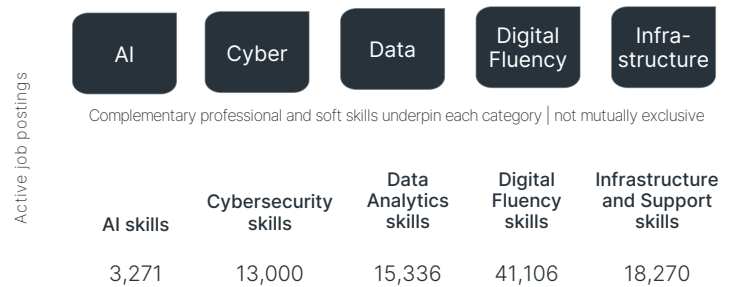 AI
Cyber
Data
Digital
Fluency
Infra-
structure
Complementary professional and soft skills underpin each category | not mutually exclusive
Active job postings
AI skills
Cybersecurity
skills
Data
Analytics
skills
Digital
Fluency
skills
Infrastructure
and Support
skills
3,271
13,000
15,336
41,106
18,270